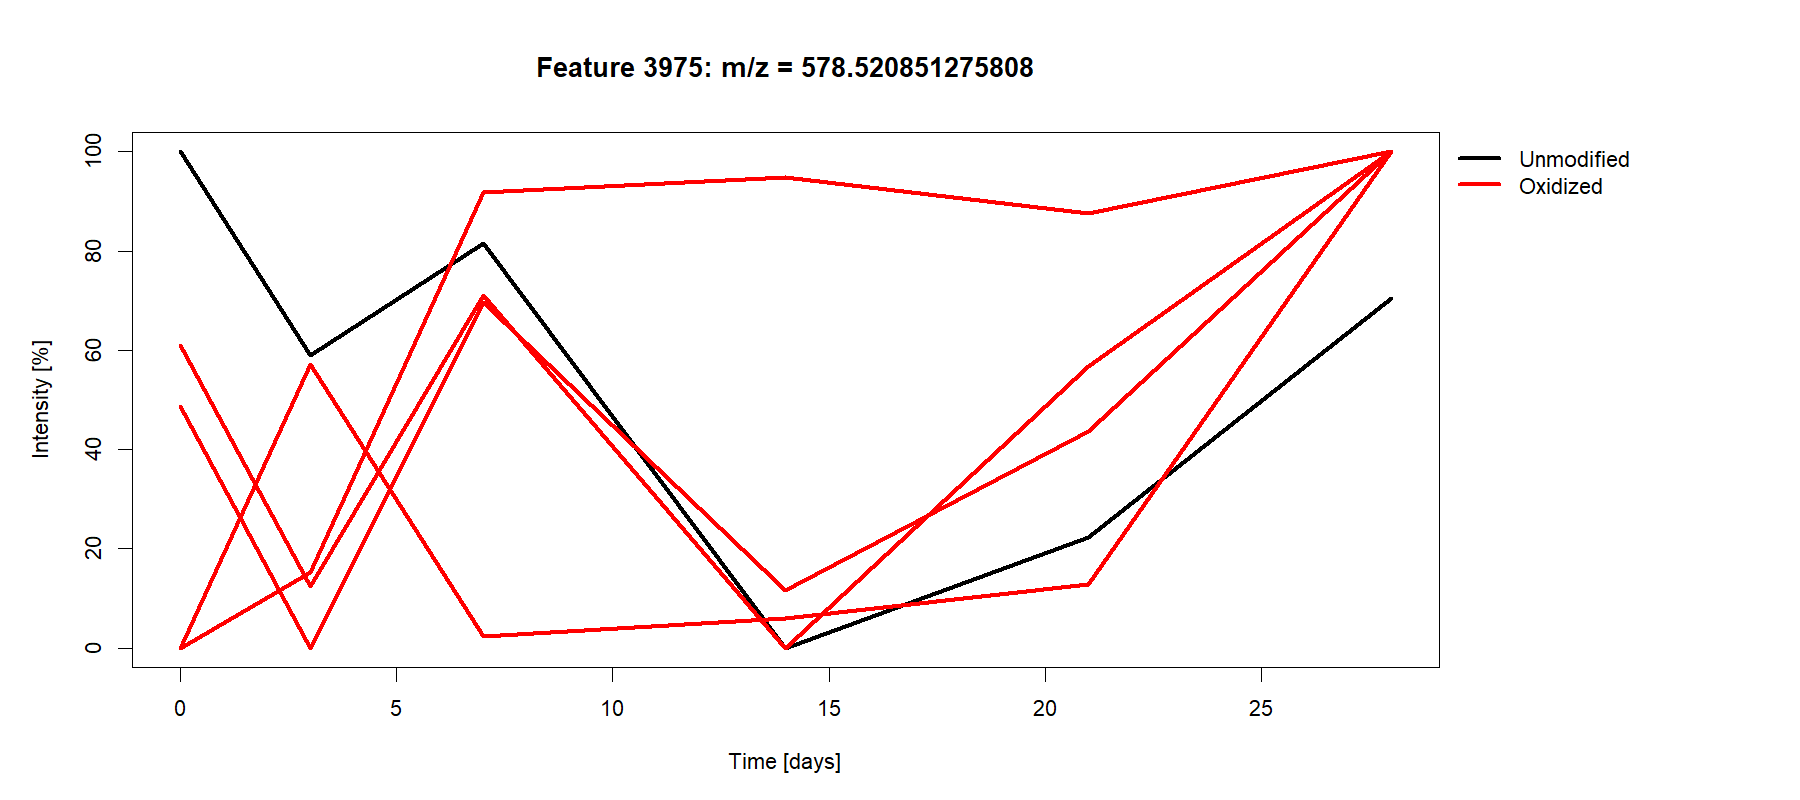 Feature 3975: m/z = 578.520851275808
Unmodified
Oxidized
Intensity [%]
100
80
60
40
20
0
0 5 10 15 20 25
Time [days]